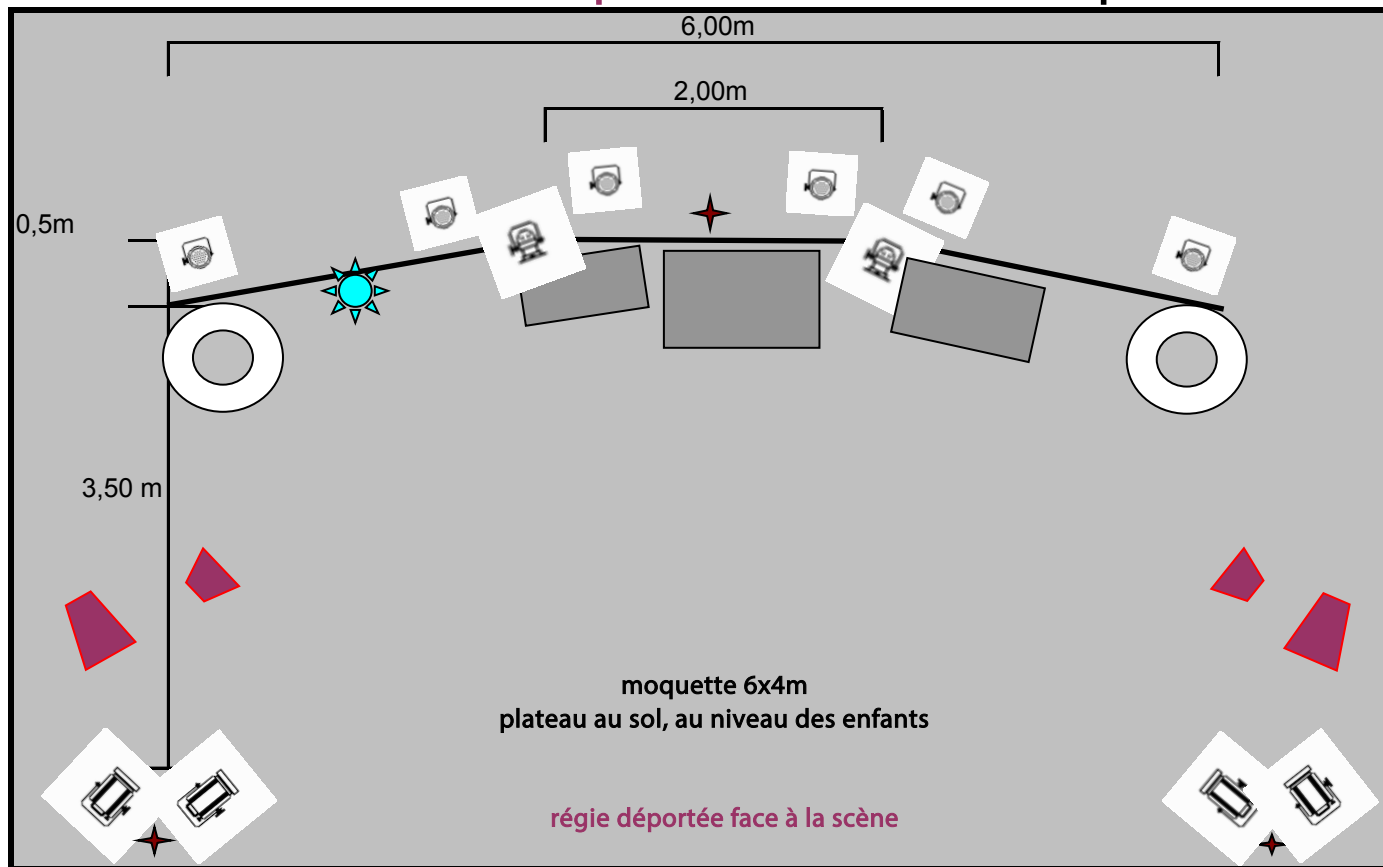 6,00m
2,00m
0,5m
3,50 m
moquette 6x4m
plateau au sol, au niveau des enfants
régie déportée face à la scène